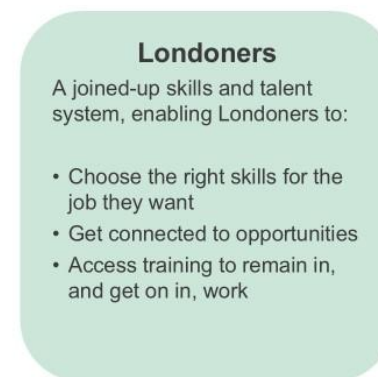 Londoners
A joined-up skills and talent
system, enabling Londoners to:
• Choose the right skills for the
job they want
• Get connected to opportunities
• Access training to remain in,
and get on in, work